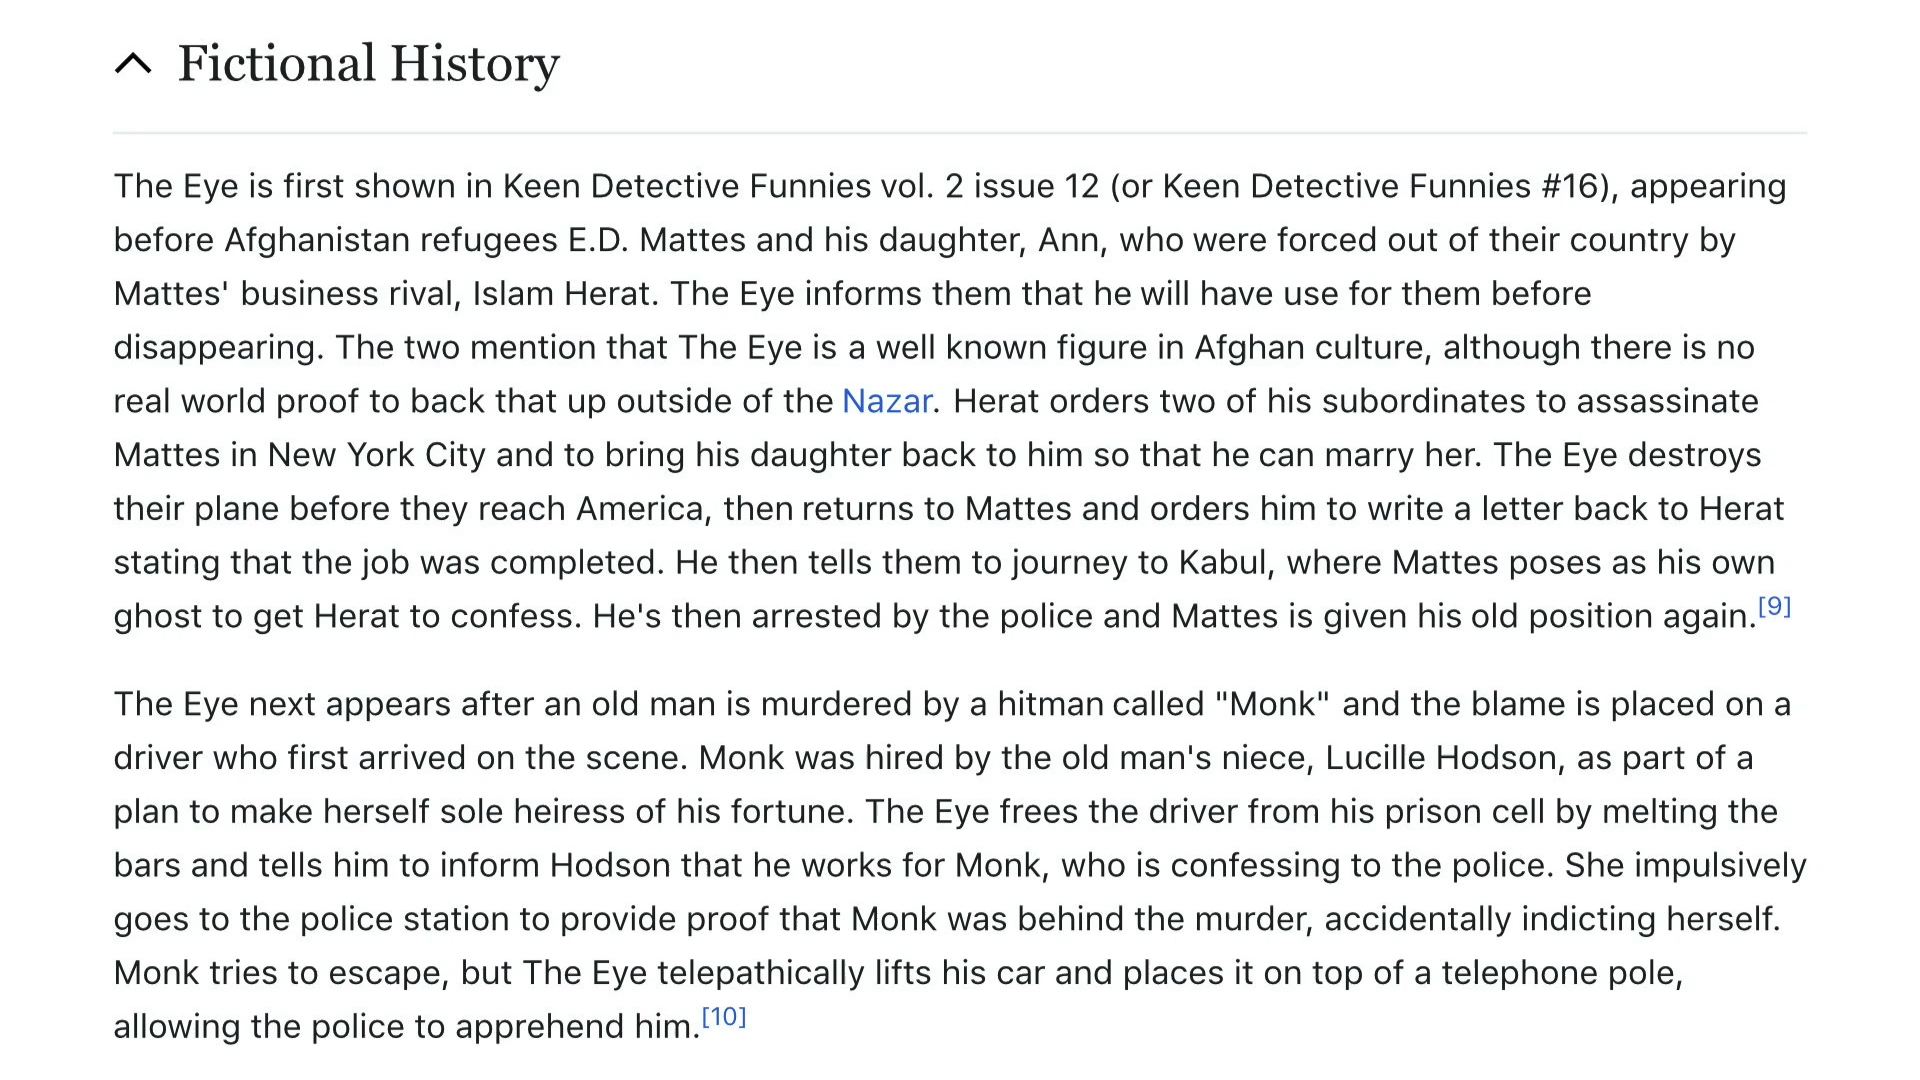 Fictional History
The Eye is first shown in Keen Detective Funnies vol. 2 issue 12 (or Keen Detective Funnies #16), appearing
before Afghanistan refugees E.D. Mattes and his daughter, Ann, who were forced out of their country by
Mattes' business rival, Islam Herat. The Eye informs them that he will have use for them before
disappearing. The two mention that The Eye is a well known figure in Afghan culture, although there is no
real world proof to back that up outside of the Nazar. Herat orders two of his subordinates to assassinate
Mattes in New York City and to bring his daughter back to him so that he can marry her. The Eye destroys
their plane before they reach America, then returns to Mattes and orders him to write a letter back to Herat
stating that the job was completed. He then tells them to journey to Kabul, where Mattes poses as his own
ghost to get Herat to confess. He's then arrested by the police and Mattes is given his old position again.[9]
The Eye next appears after an old man is murdered by a hitman called "Monk" and the blame is placed on a
driver who first arrived on the scene. Monk was hired by the old man's niece, Lucille Hodson, as part of a
plan to make herself sole heiress of his fortune. The Eye frees the driver from his prison cell by melting the
bars and tells him to inform Hodson that he works for Monk, who is confessing to the police. She impulsively
goes to the police station to provide proof that Monk was behind the murder, accidentally indicting herself.
Monk tries to escape, but The Eye telepathically lifts his car and places it on top of a telephone pole,
allowing the police to apprehend him.[10]